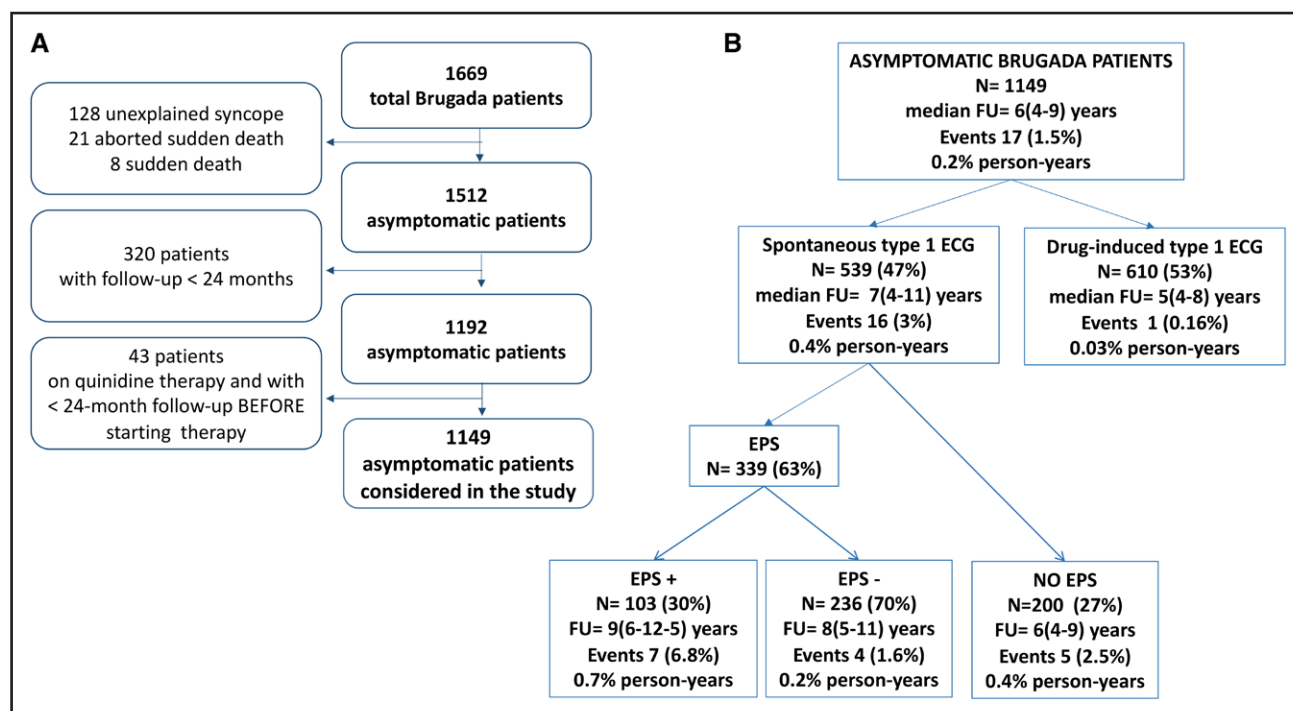 A
1669
total Brugada patients
128 unexplained syncope
21 aborted sudden death
8 sudden death
1512
asymptomatic patients
320 patients
with follow-up < 24 months
1192
asymptomatic patients
43 patients
on quinidine therapy and with
< 24-month follow-up BEFORE
starting therapy
1149
asymptomatic patients
considered in the study
B
ASYMPTOMATIC BRUGADA PATIENTS
N= 1149
median FU= 6(4-9) years
Events 17 (1.5%)
0.2% person-years
Spontaneous type 1 ECG
N= 539 (47%)
median FU= 7(4-11) years
Events 16 (3%)
0.4% person-years
Drug-induced type 1 ECG
N= 610 (53%)
median FU= 5(4-8) years
Events 1 (0.16%)
0.03% person-years
EPS
N= 339 (63%)
EPS +
N= 103 (30%)
FU= 9(6-12-5) years
Events 7 (6.8%)
0.7% person-years
EPS -
N= 236 (70%)
FU= 8(5-11) years
Events 4 (1.6%)
0.2% person-years
NO EPS
N=200 (27%)
FU= 6(4-9) years
Events 5 (2.5%)
0.4% person-years